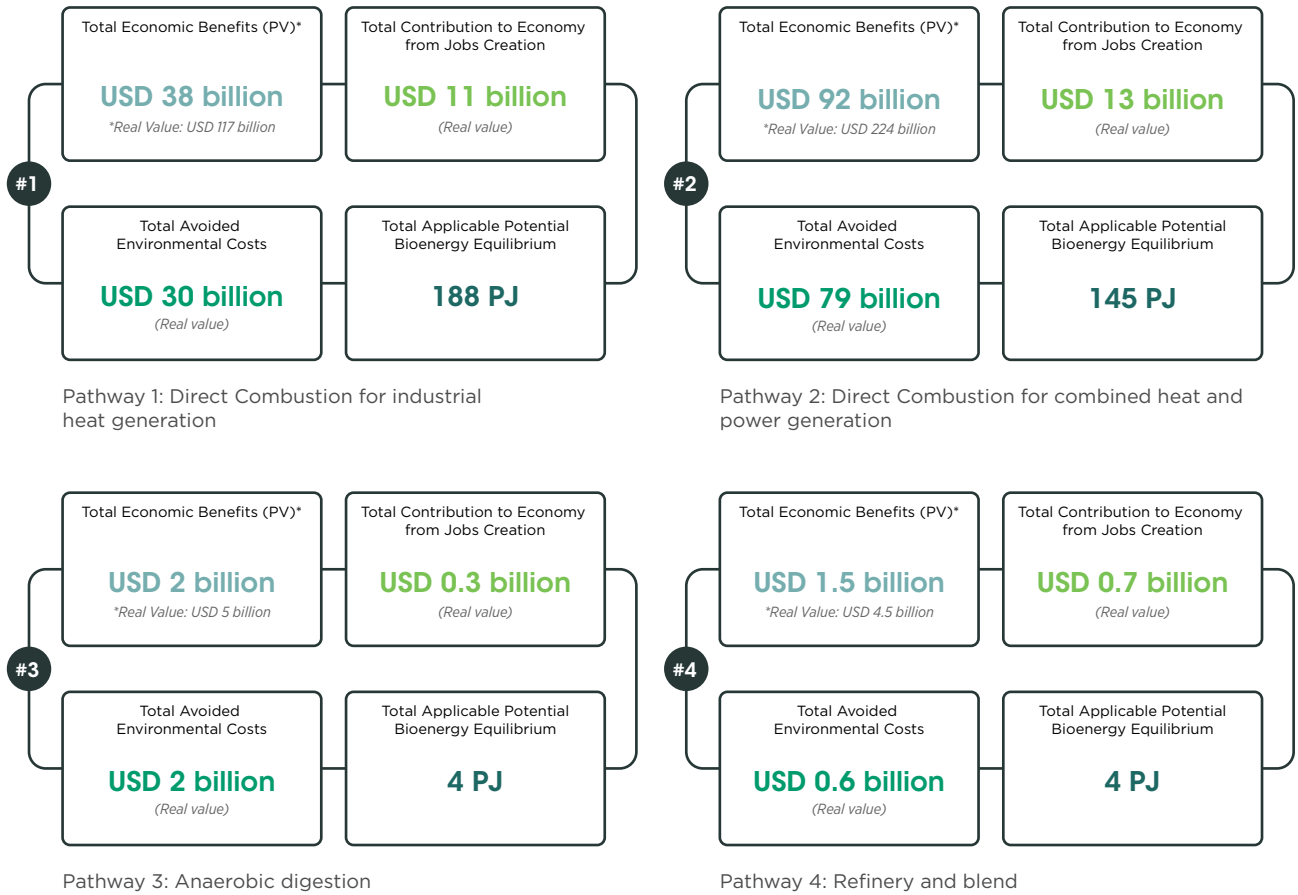 Total Economic Benefits (PV)*
USD 38 billion
*Real Value: USD 117 billion
Total Contribution to Economy
from Jobs Creation
USD 11 billion
(Real value)
#1
Total Avoided
Environmental Costs
USD 30 billion
(Real value)
Total Applicable Potential
Bioenergy Equilibrium
188 PJ
Pathway 1: Direct Combustion for industrial
heat generation
Total Economic Benefits (PV)*
USD 92 billion
*Real Value: USD 224 billion
Total Contribution to Economy
from Jobs Creation
USD 13 billion
(Real value)
#2
Total Avoided
Environmental Costs
USD 79 billion
(Real value)
Total Applicable Potential
Bioenergy Equilibrium
145 PJ
Pathway 2: Direct Combustion for combined heat and
power generation
Total Economic Benefits (PV)*
USD 2 billion
*Real Value: USD 5 billion
Total Contribution to Economy
from Jobs Creation
USD 0.3 billion
(Real value)
#3
Total Avoided
Environmental Costs
USD 2 billion
(Real value)
Total Applicable Potential
Bioenergy Equilibrium
4 PJ
Pathway 3: Anaerobic digestion
Total Economic Benefits (PV)*
USD 1.5 billion
*Real Value: USD 4.5 billion
Total Contribution to Economy
from Jobs Creation
USD 0.7 billion
(Real value)
#4
Total Avoided
Environmental Costs
USD 0.6 billion
(Real value)
Total Applicable Potential
Bioenergy Equilibrium
4 PJ
Pathway 4: Refinery and blend